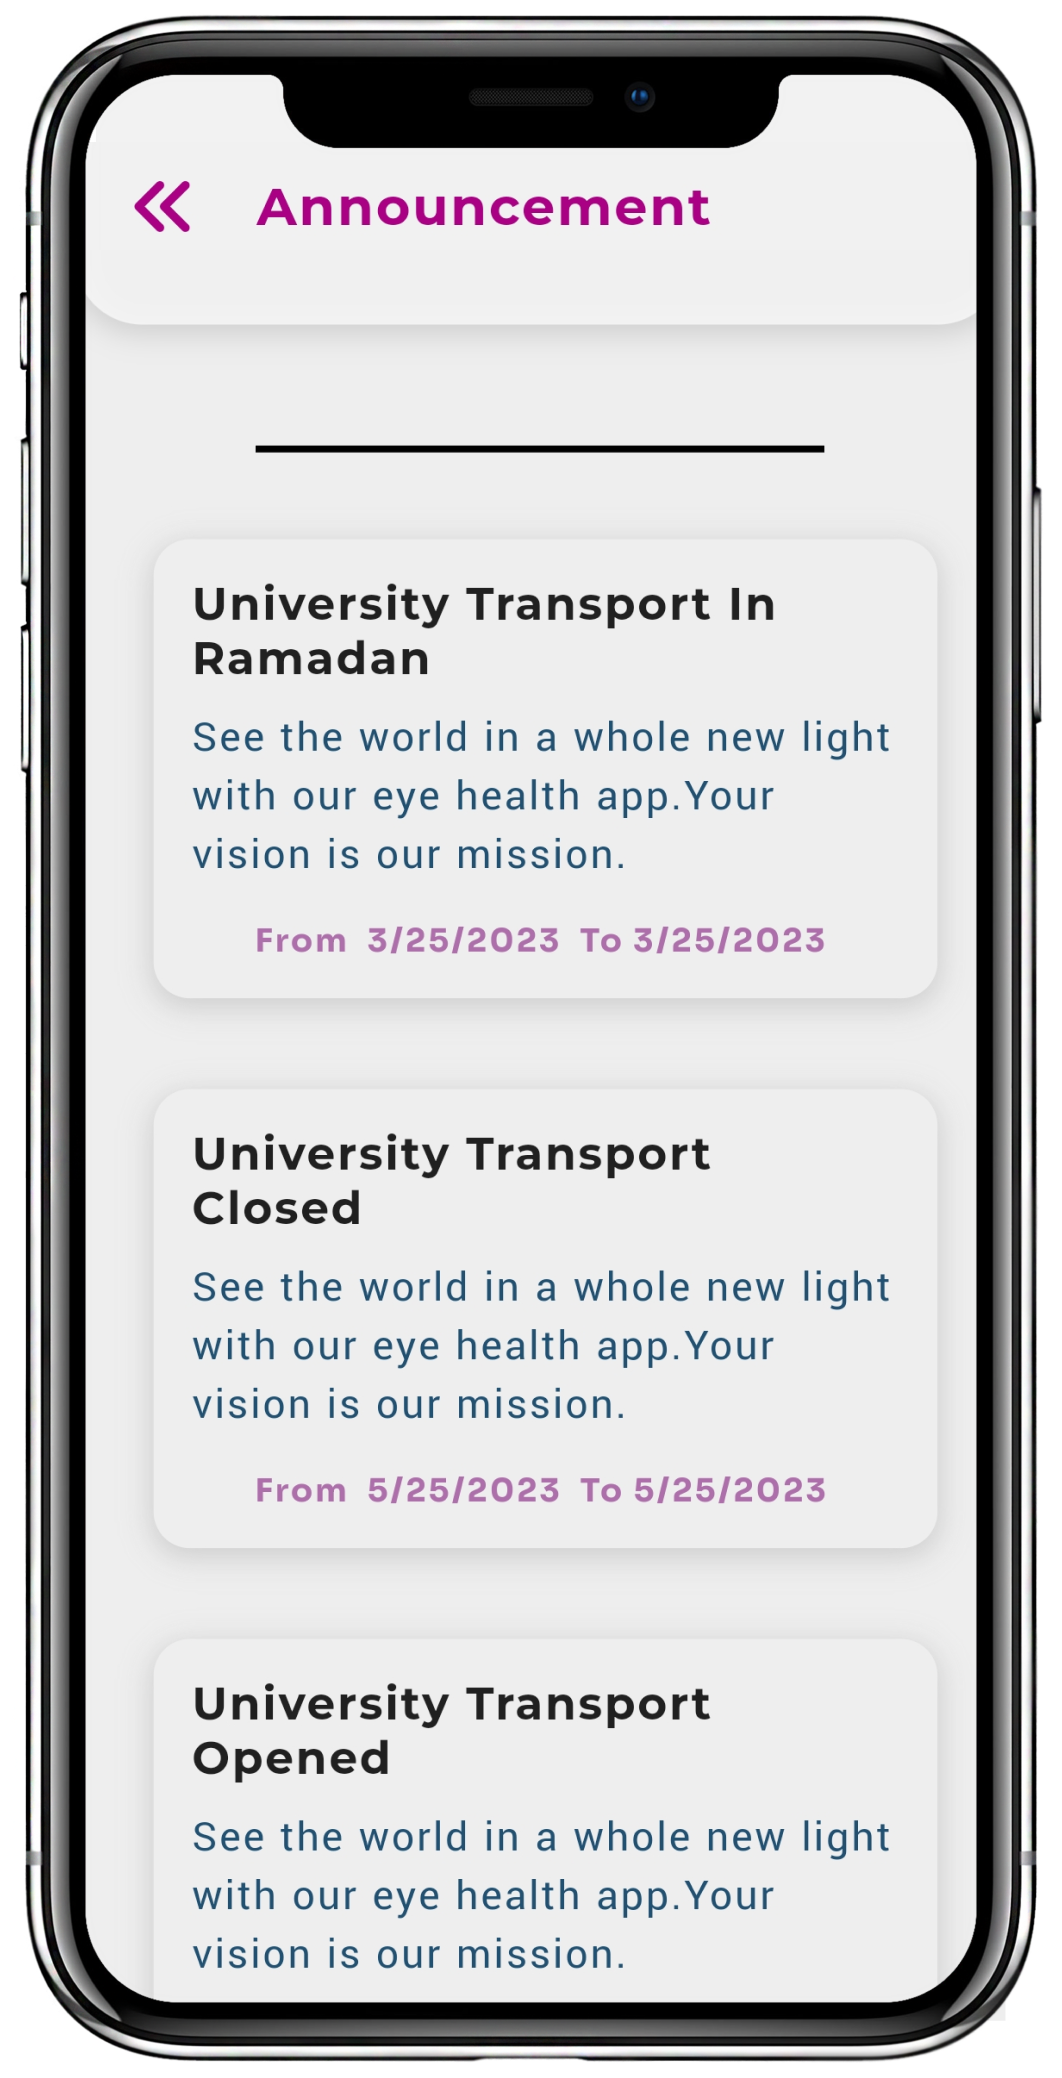 Announcement
University Transport In
Ramadan
See the world in a whole new light
with our eye health app.Your
vision is our mission.
From 3/25/2023 To 3/25/2023
University Transport
Closed
See the world in a whole new light
with our eye health app.Your
vision is our mission.
From 5/25/2023 To 5/25/2023
University Transport
Opened
See the world in a whole new light
with our eye health app.Your
vision is our mission.